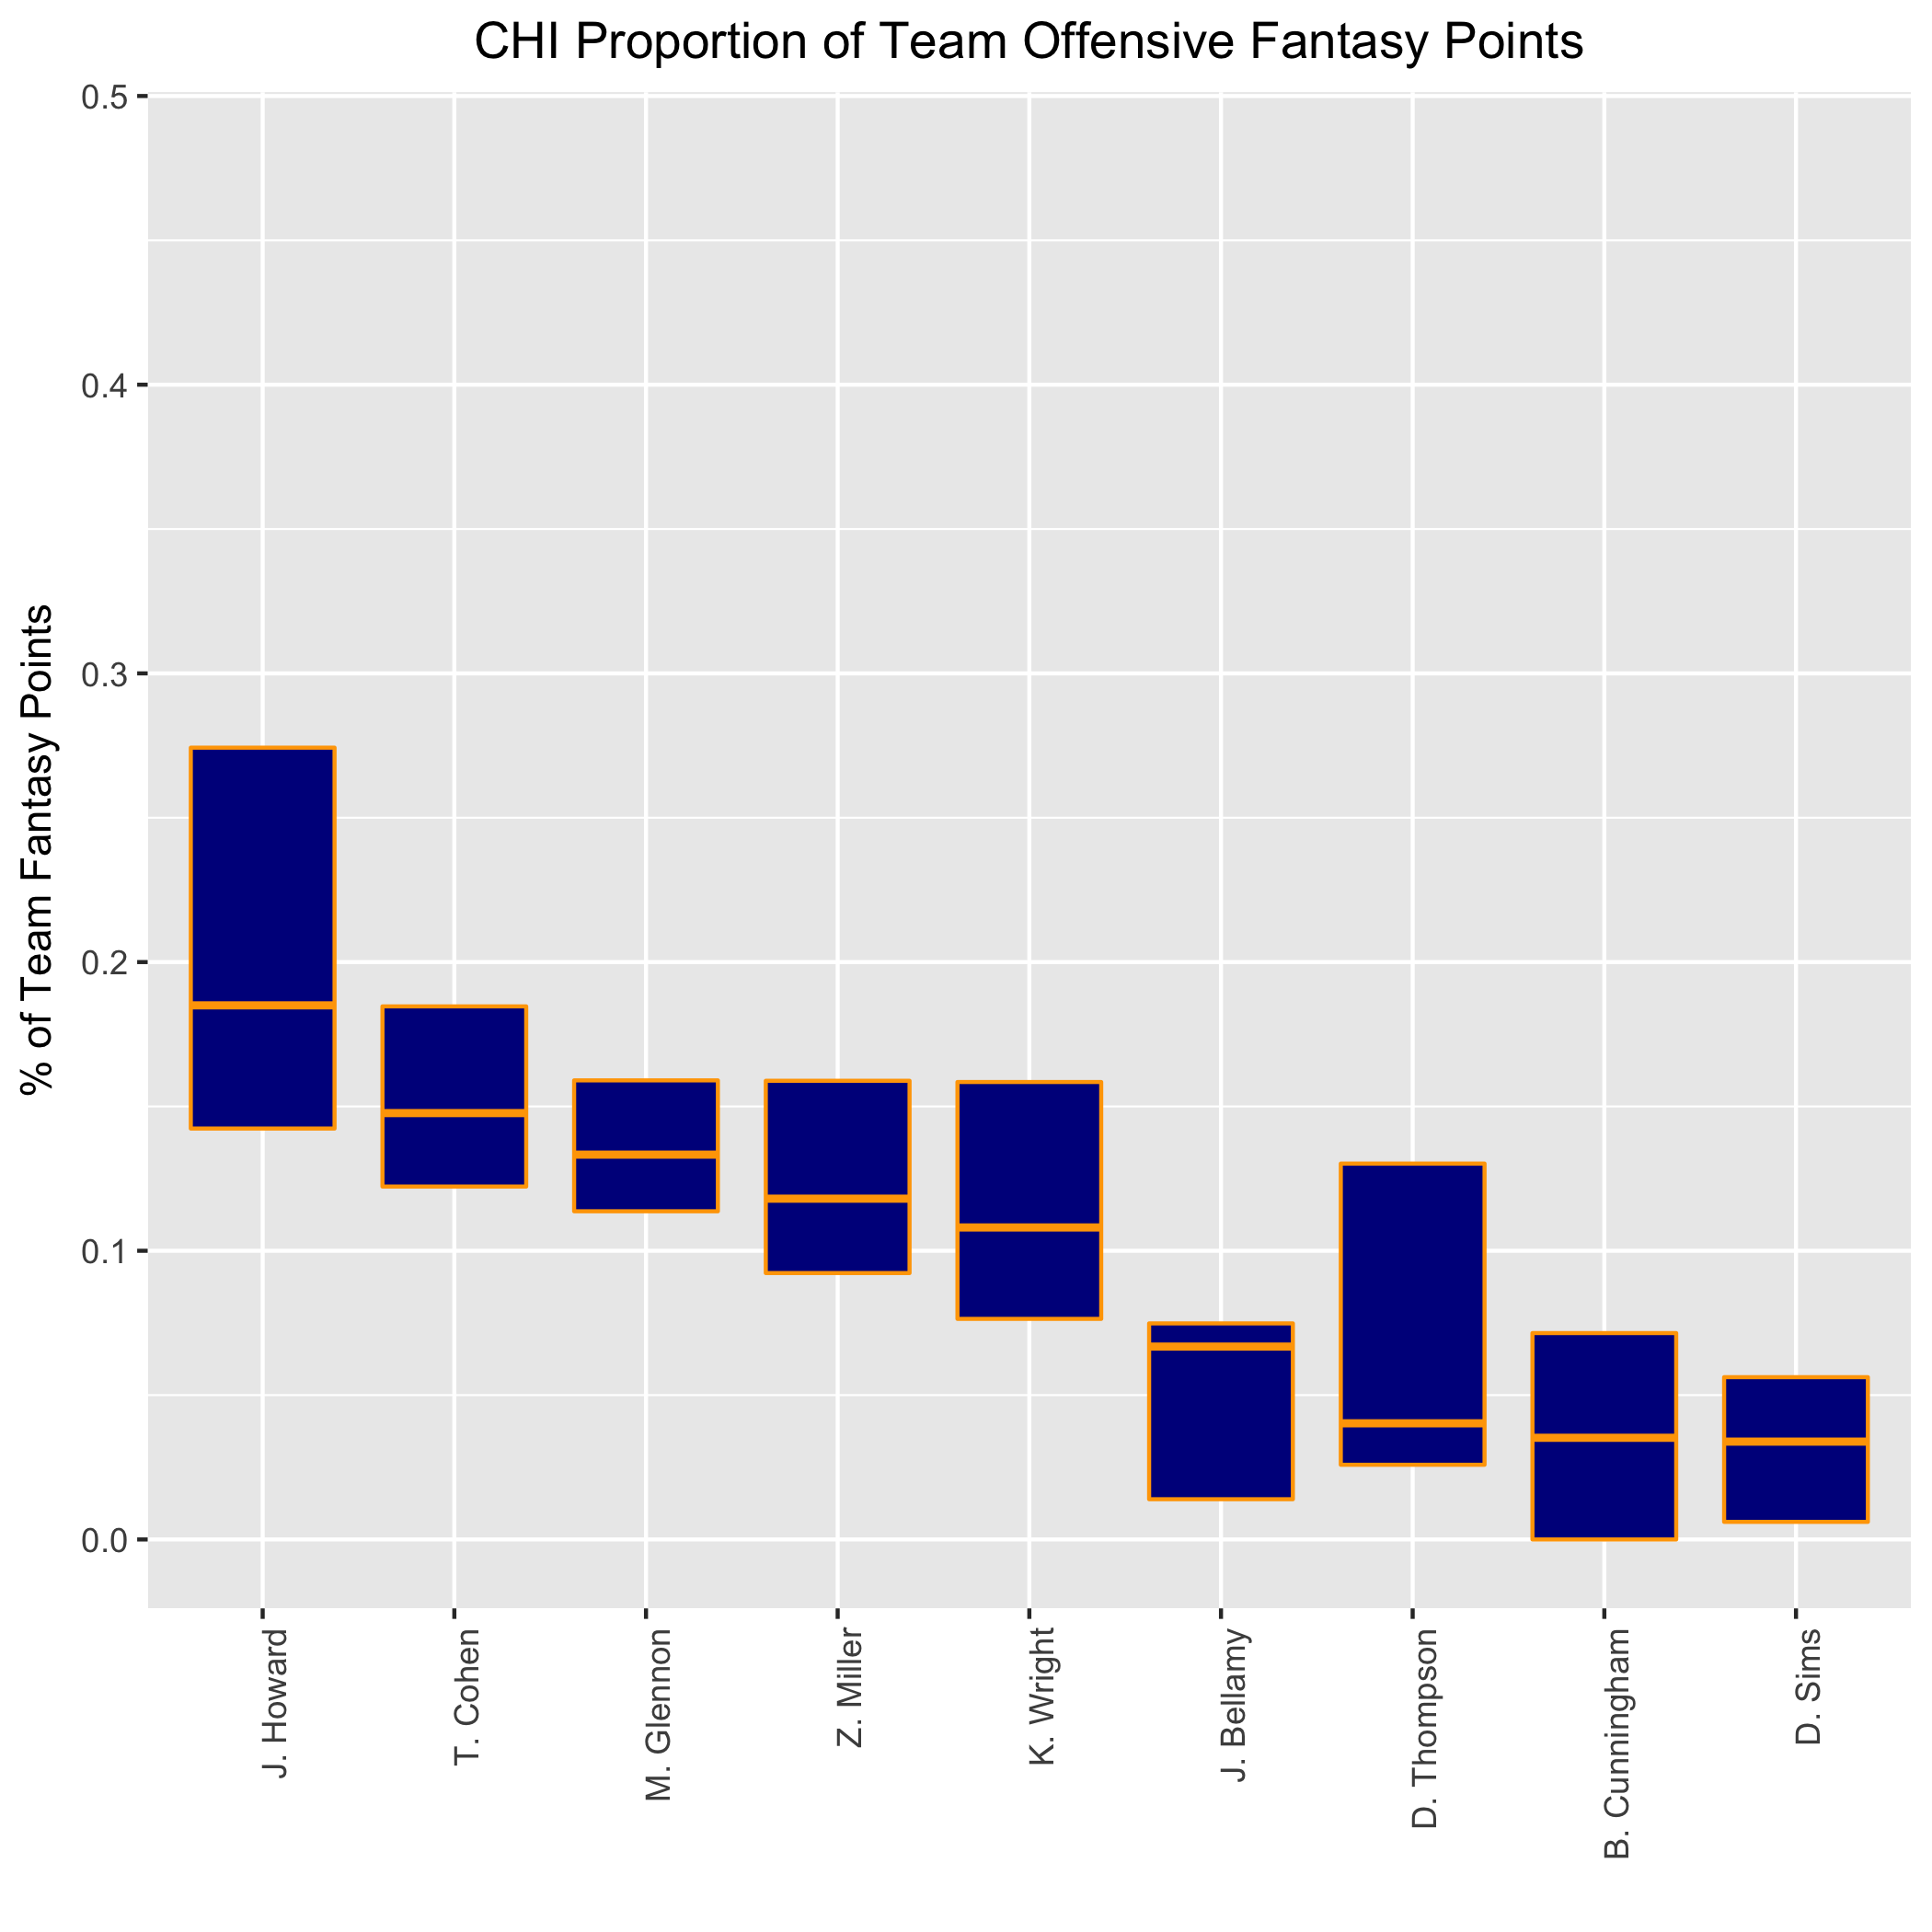 CHI Proportion of Team Offensive Fantasy Points
% of Team Fantasy Points
0.5
0.4
0.3
0.2
0.1
0.0
J. Howard
T. Cohen
M. Glennon
Z. Miller
K. Wright
J. Bellamy
D. Thompson
B. Cunningham
D. Sims